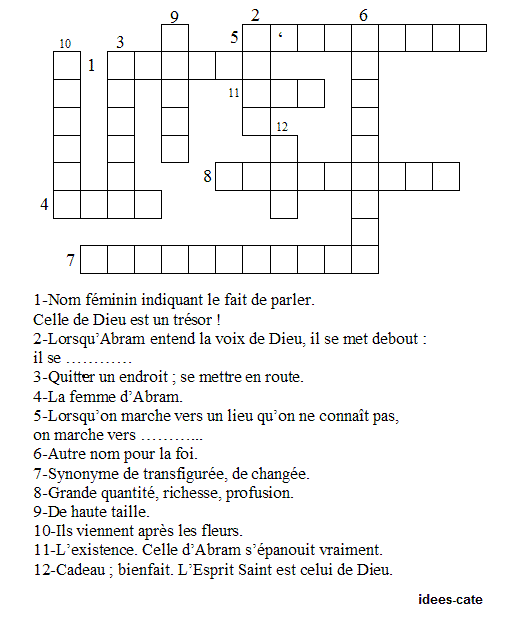 9 2 6
10 3 5 ‘
1
11
12
8
4
7
1-Nom féminin indiquant le fait de parler.
Celle de Dieu est un trésor !
2-Lorsqu’Abram entend la voix de Dieu, il se met debout :
il se …………
3-Quitter un endroit ; se mettre en route.
4-La femme d’Abram.
5-Lorsqu’on marche vers un lieu qu’on ne connaît pas,
on marche vers ………...
6-Autre nom pour la foi.
7-Synonyme de transfigurée, de changée.
8-Grande quantité, richesse, profusion.
9-De haute taille.
10-Ils viennent après les fleurs.
11-L’existence. Celle d’Abram s’épanouit vraiment.
12-Cadeau ; bienfait. L’Esprit Saint est celui de Dieu.
idees-cate